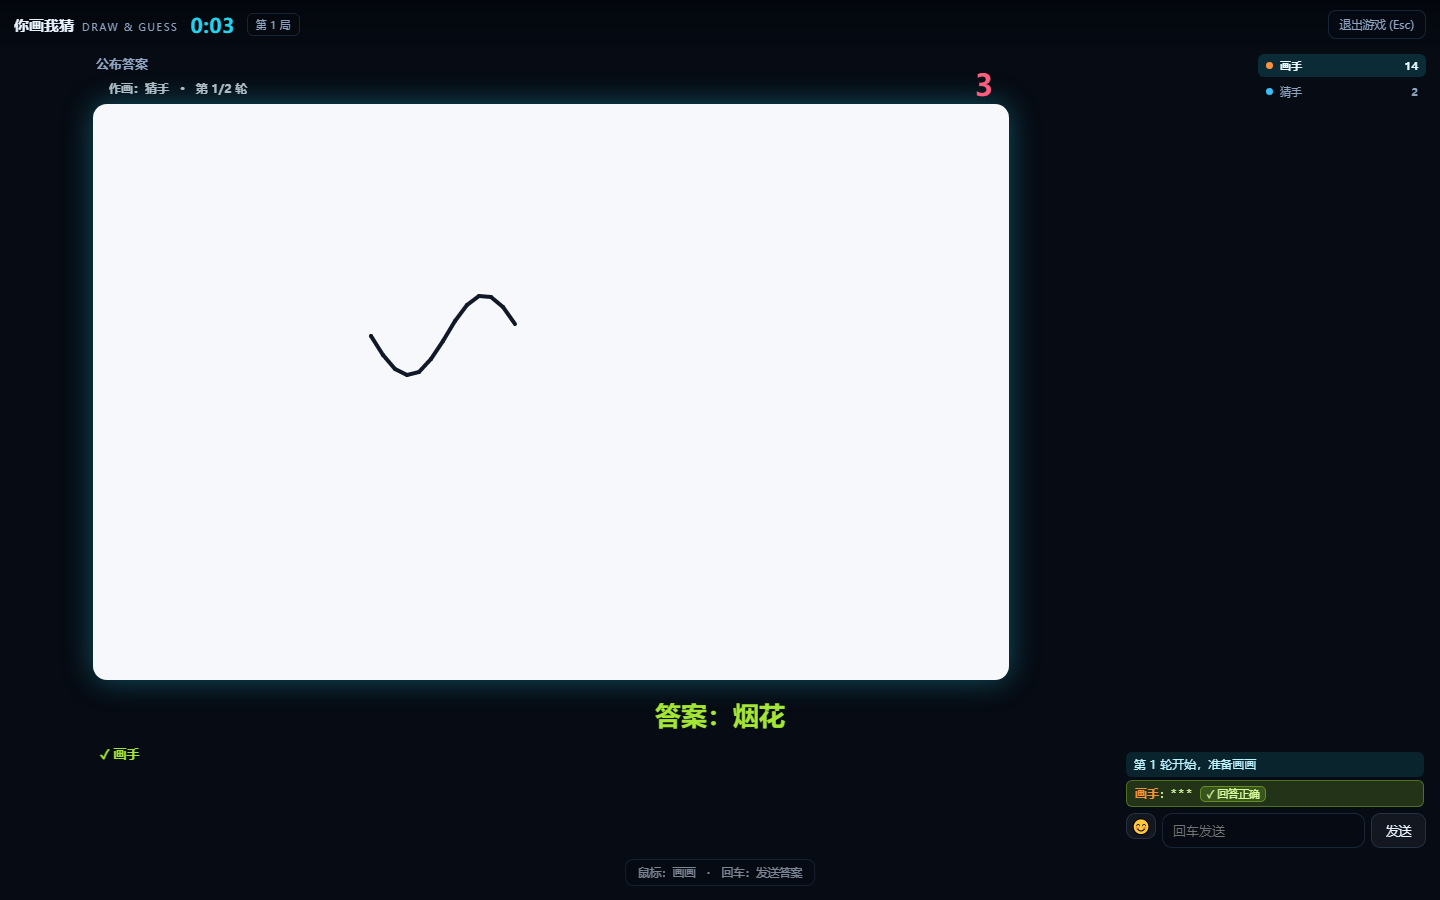 你画我猜 DRAW & GUESS 0:03 第 1 局
退出游戏 (Esc)
公布答案
作画：猜手 • 第 1/2 轮
3
画手 14
猜手 2
答案：烟花
✓ 画手
第 1 轮开始，准备画画
画手：*** ✓ 回答正确
回车发送
发送
鼠标：画画 · 回车：发送答案